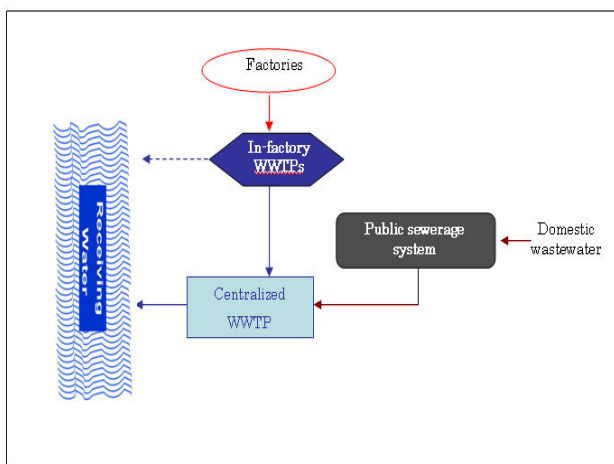 Factories
In-factory
WWTPs
Public sewerage
system
Domestic
wastewater
Receiving
Water
Centralized
WWTP